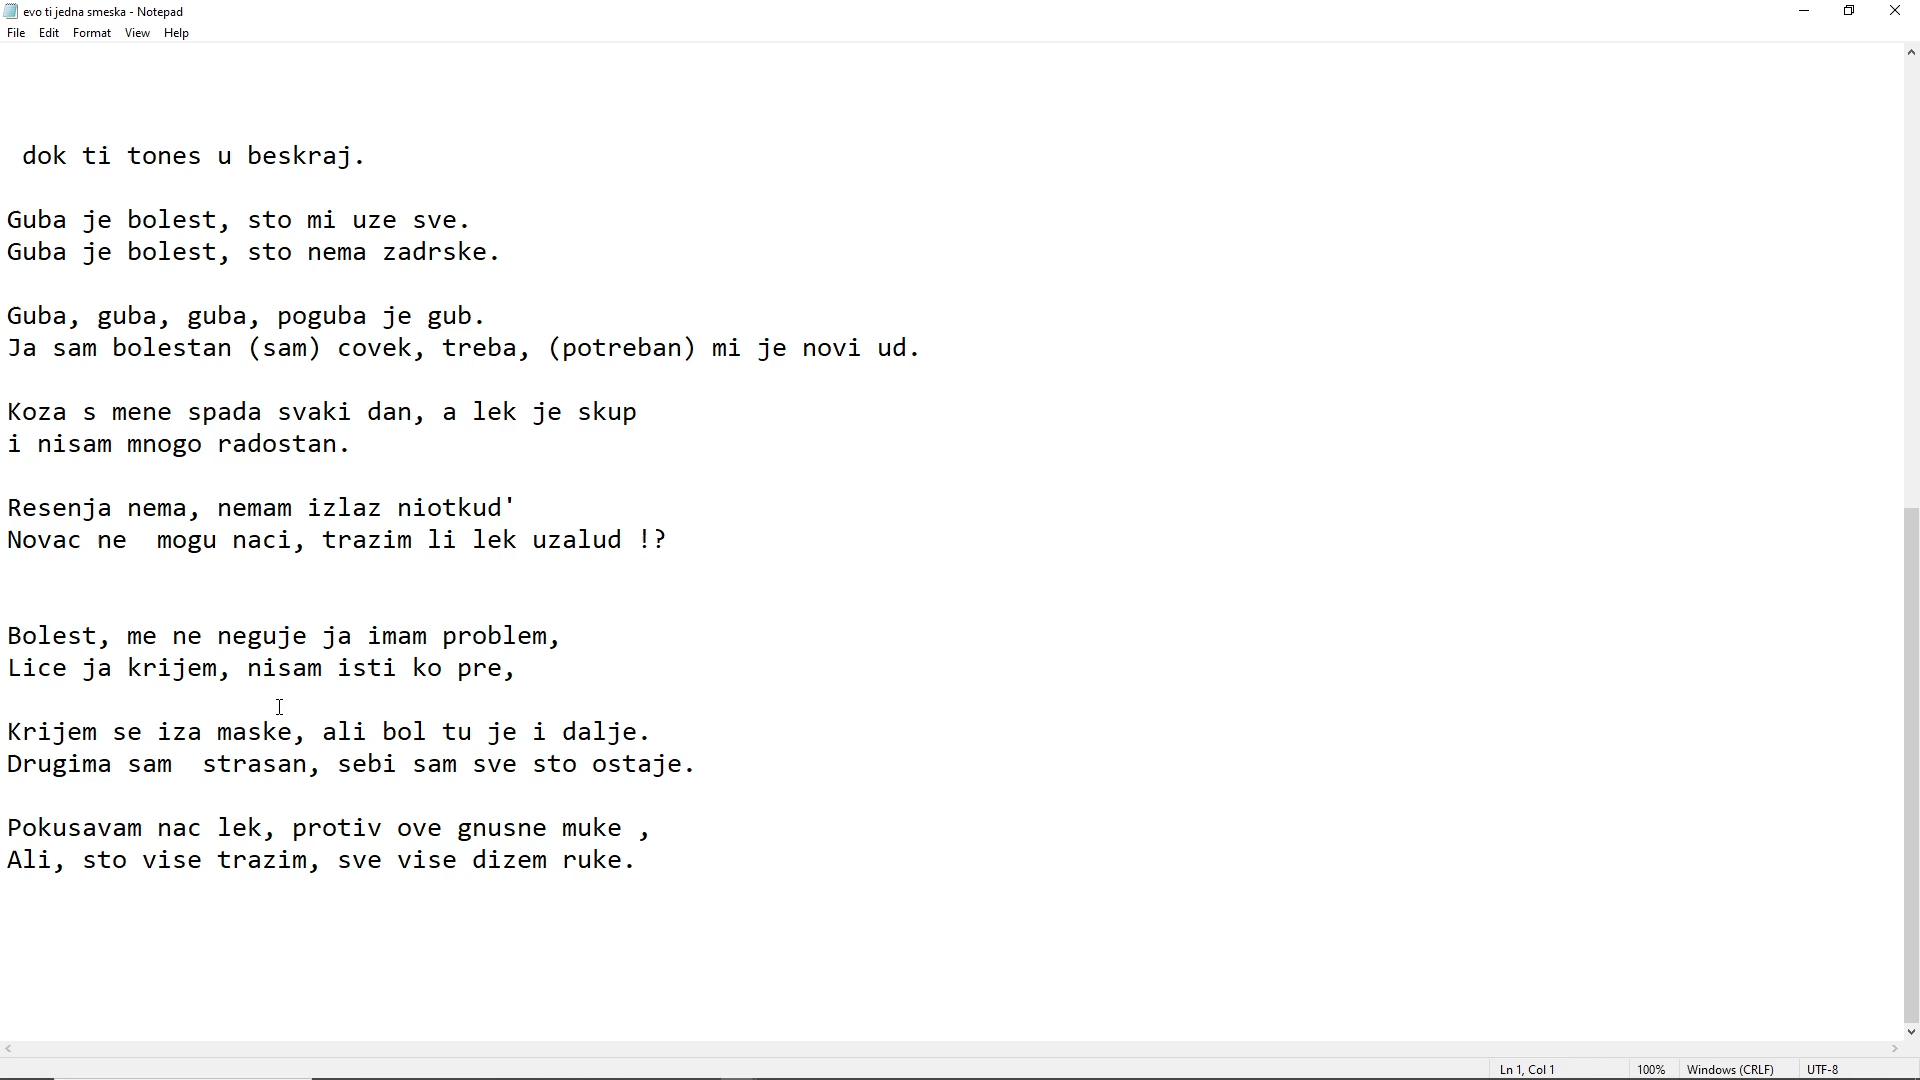 evo ti jedna smeska - Notepad
File Edit Format View Help
dok ti tones u beskraj.
Guba je bolest, sto mi uze sve.
Guba je bolest, sto nema zadrske.
Guba, guba, guba, poguba je gub.
Ja sam bolestan (sam) covek, treba, (potreban) mi je novi ud.
Koza s mene spada svaki dan, a lek je skup
i nisam mnogo radostan.
Resenja nema, nemam izlaz niotkud'
Novac ne  mogu naci, trazim li lek uzalud !?
Bolest, me ne neguje ja imam problem,
Lice ja krijem, nisam isti ko pre,
Krijem se iza maske, ali bol tu je i dalje.
Drugima sam  strasan, sebi sam sve sto ostaje.
Pokusavam nac lek, protiv ove gnusne muke ,
Ali, sto vise trazim, sve vise dizem ruke.
Ln 1, Col 1 100% Windows (CRLF) UTF-8